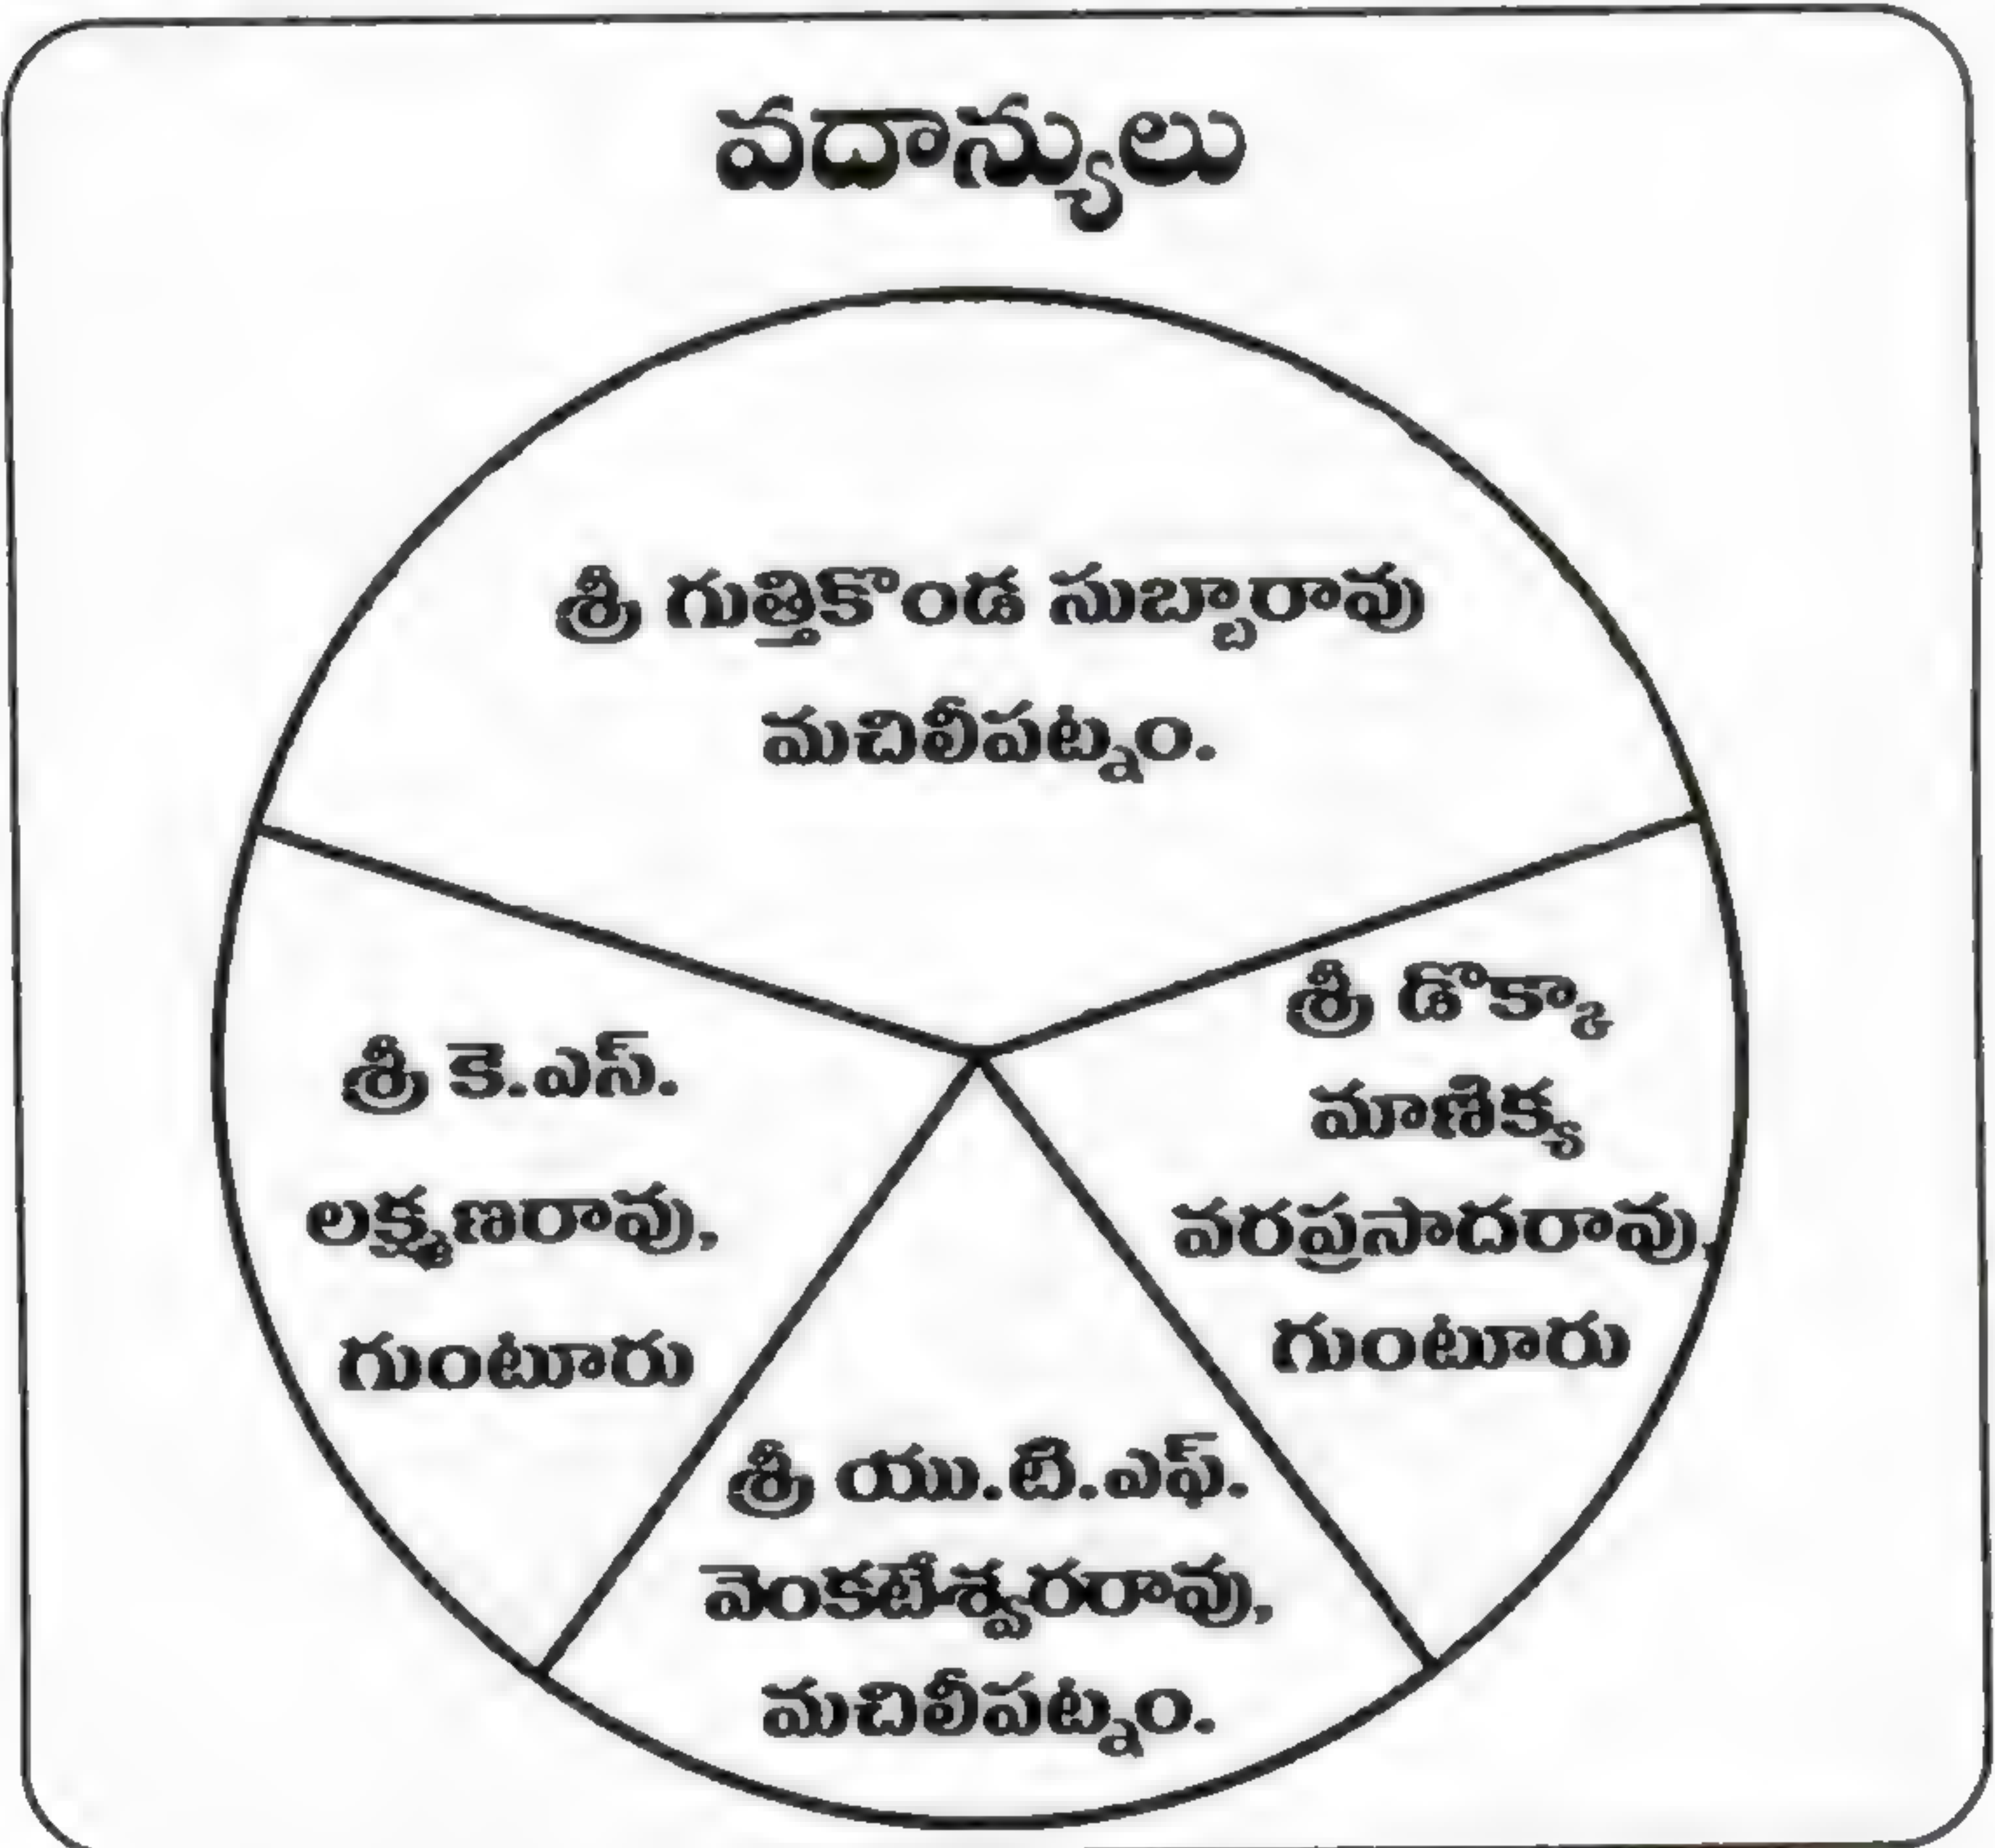 వదాన్యులు
శ్రీ గుత్తికొండ సుబ్బారావు
మచిలీపట్నం.
శ్రీ కె.ఎస్.
లక్ష్మణరావు,
గుంటూరు
శ్రీ డొక్కా
మాణిక్య
వరప్రసాదరావు,
గుంటూరు
శ్రీ యు.టి.ఎఫ్.
వెంకటేశ్వరరావు,
మచిలీపట్నం.